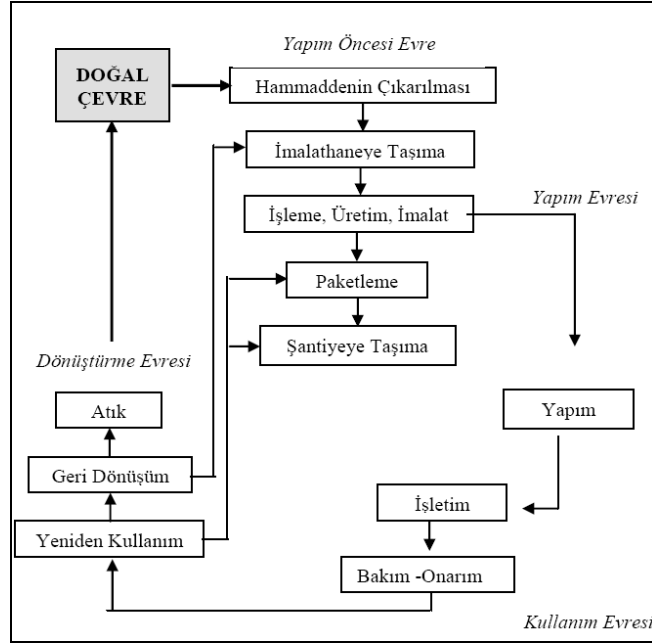 Yapım Öncesi Evre
DOĞAL
ÇEVRE
Hammaddenin Çıkarılması
İmalathaneye Taşıma
İşleme, Üretim, İmalat
Yapım Evresi
Paketleme
Şantiyeye Taşıma
Dönüştürme Evresi
Atık
Yapım
Geri Dönüşüm
İşletim
Yeniden Kullanım
Bakım -Onarım
Kullanım Evresi